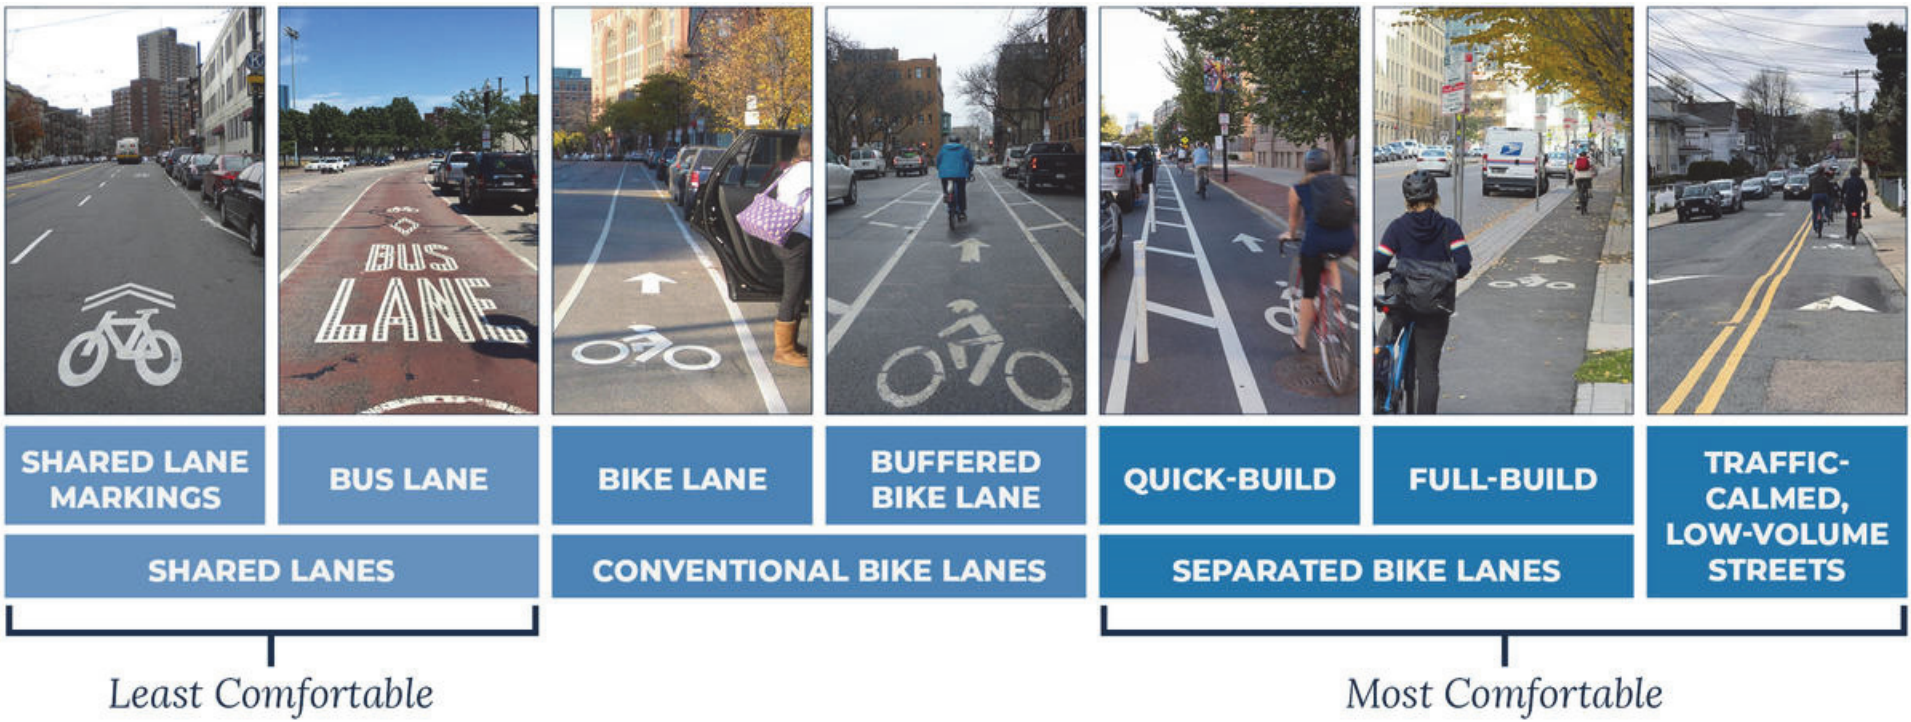 BUS
LANE
SHARED LANE
MARKINGS
BUS LANE
BIKE LANE
BUFFERED
BIKE LANE
QUICK-BUILD
FULL-BUILD
TRAFFIC-
CALMED,
LOW-VOLUME
STREETS
SHARED LANES
CONVENTIONAL BIKE LANES
SEPARATED BIKE LANES
Least Comfortable
Most Comfortable